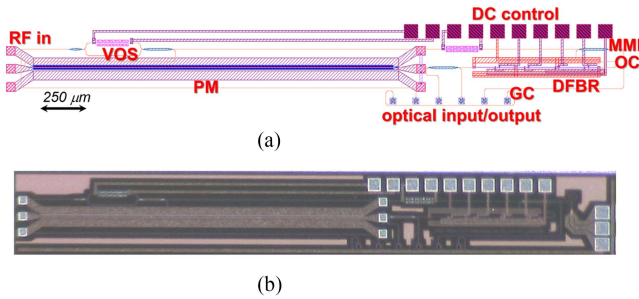 DC control
RF in
VOS
MMI
OC
PM
250 μm
GC
DFBR
optical input/output
(a)
(b)